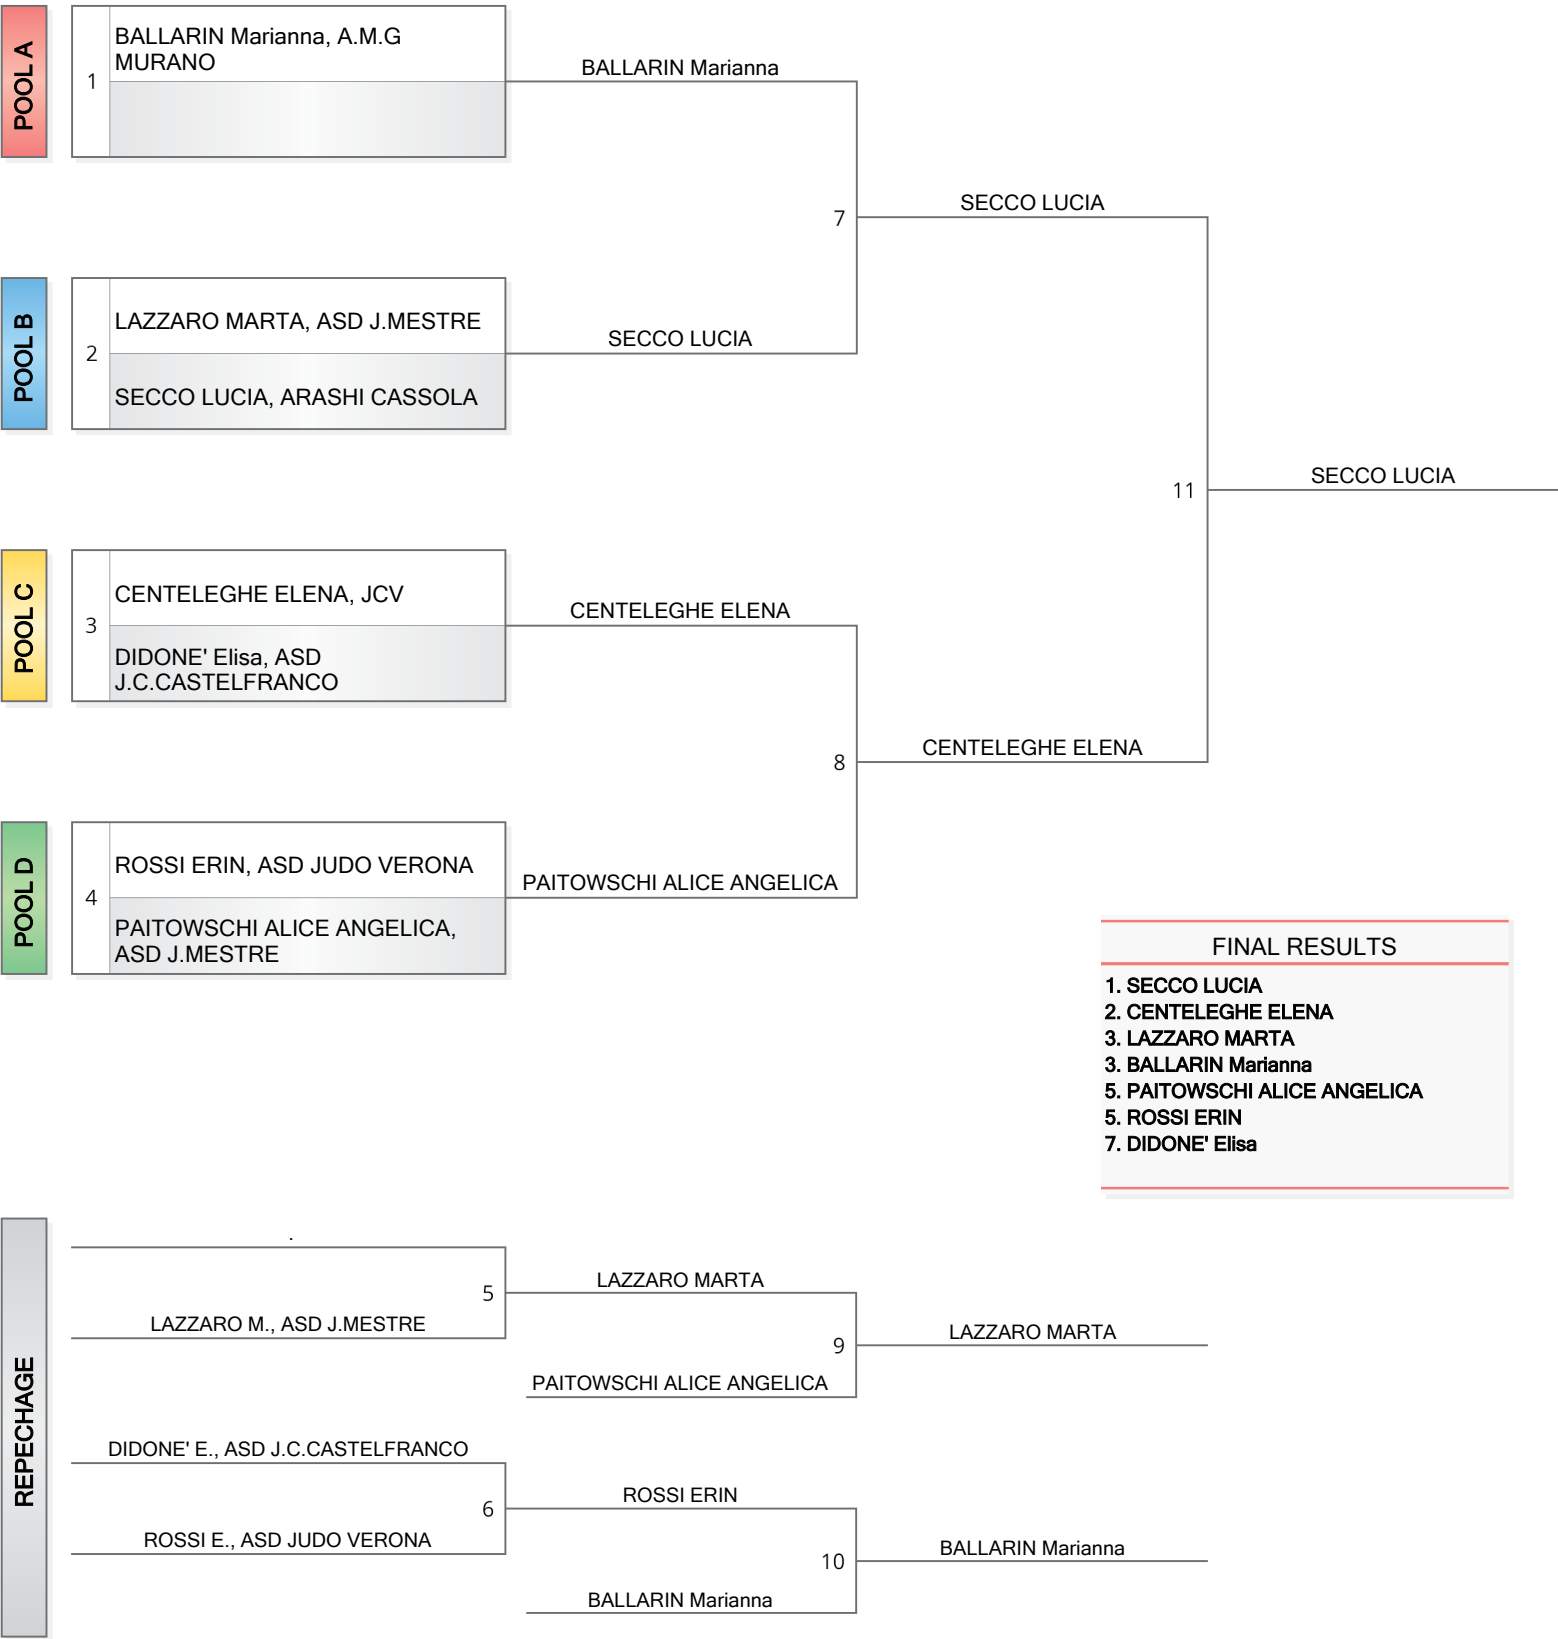 POOL A
1
BALLARIN Marianna, A.M.G
MURANO
BALLARIN Marianna
7
SECCO LUCIA
POOL B
2
LAZZARO MARTA, ASD J.MESTRE
SECCO LUCIA, ARASHI CASSOLA
SECCO LUCIA
11
SECCO LUCIA
POOL C
3
CENTELEGHE ELENA, JCV
DIDONE' Elisa, ASD
J.C.CASTELFRANCO
CENTELEGHE ELENA
8
CENTELEGHE ELENA
POOL D
4
ROSSI ERIN, ASD JUDO VERONA
PAITOWSCHI ALICE ANGELICA,
ASD J.MESTRE
PAITOWSCHI ALICE ANGELICA
FINAL RESULTS
1. SECCO LUCIA
2. CENTELEGHE ELENA
3. LAZZARO MARTA
3. BALLARIN Marianna
5. PAITOWSCHI ALICE ANGELICA
5. ROSSI ERIN
7. DIDONE' Elisa
REPECHAGE
.
5
LAZZARO M., ASD J.MESTRE
LAZZARO MARTA
9
PAITOWSCHI ALICE ANGELICA
LAZZARO MARTA
DIDONE' E., ASD J.C.CASTELFRANCO
6
ROSSI E., ASD JUDO VERONA
ROSSI ERIN
10
BALLARIN Marianna
BALLARIN Marianna